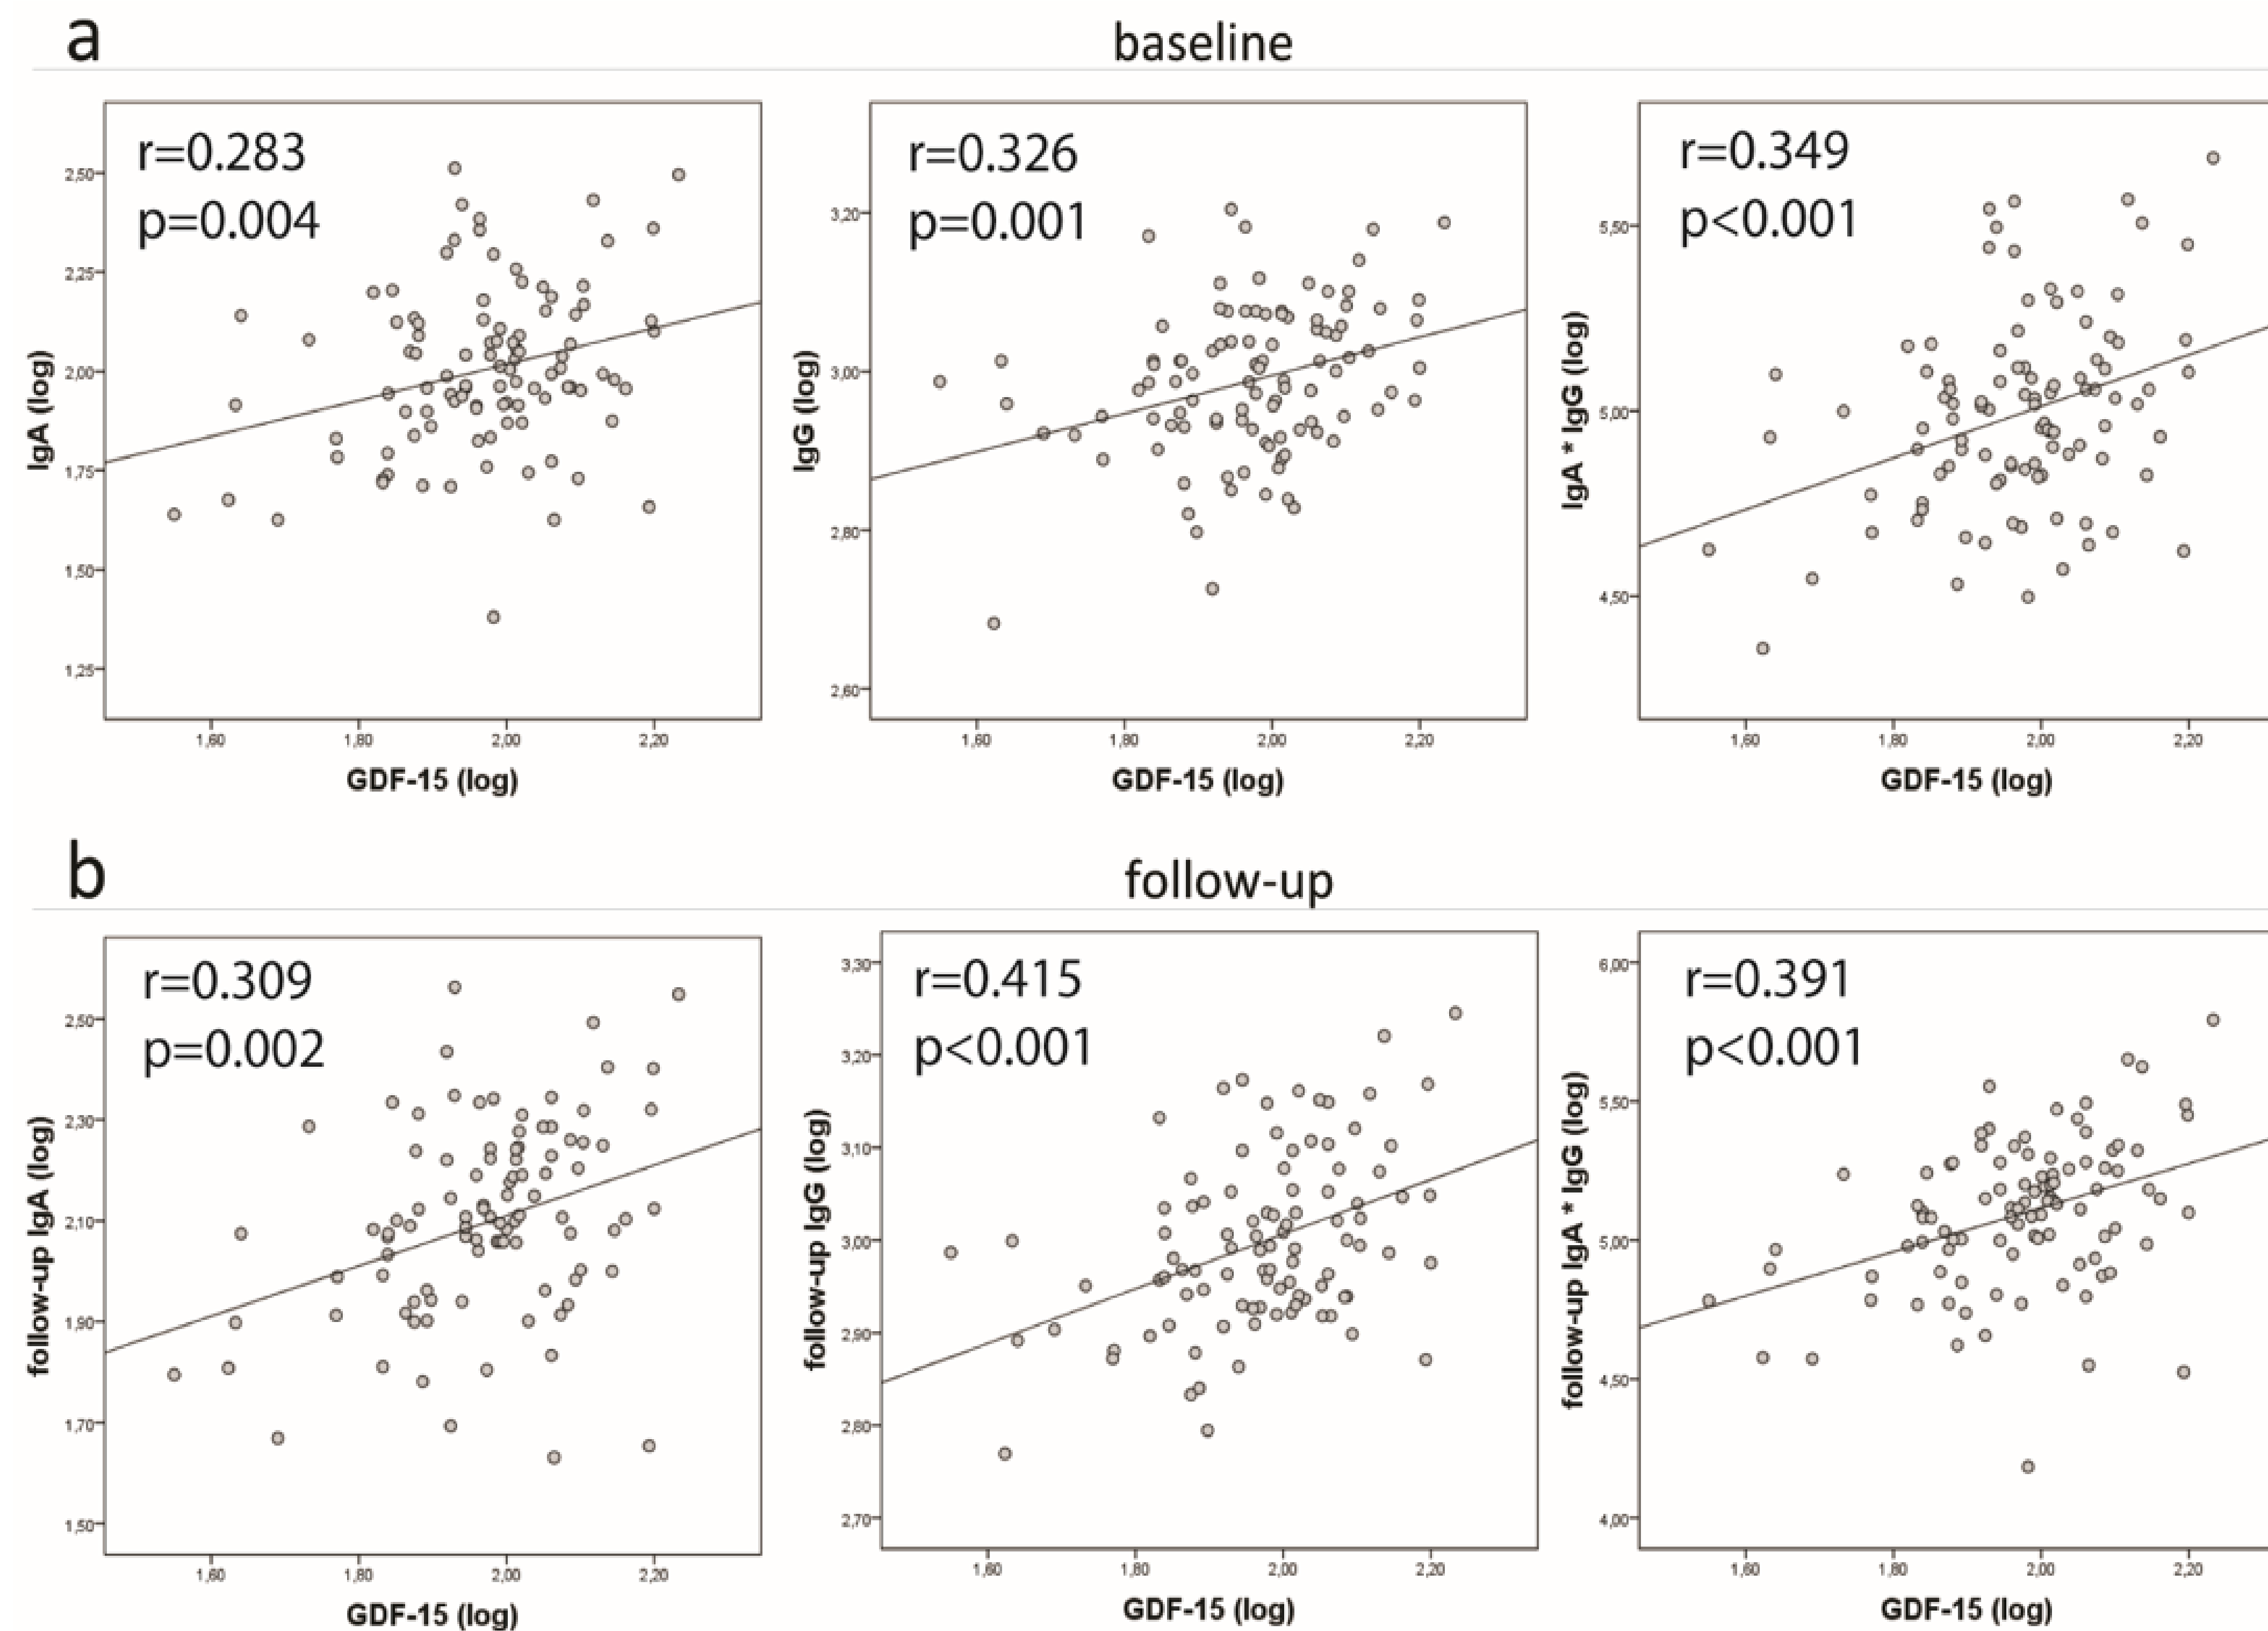 a
baseline
r=0.283
p=0.004
2,50
2,25
2,00
1,75
1,50
1,25
IgA (log)
1,60 1,80 2,00 2,20
GDF-15 (log)
r=0.326
p=0.001
3,20
3,00
2,80
2,60
IgG (log)
1,60 1,80 2,00 2,20
GDF-15 (log)
r=0.349
p<0.001
5,50
5,00
4,50
IgA * IgG (log)
1,60 1,80 2,00 2,20
GDF-15 (log)
b
follow-up
r=0.309
p=0.002
2,50
2,30
2,10
1,90
1,70
1,50
follow-up IgA (log)
1,60 1,80 2,00 2,20
GDF-15 (log)
r=0.415
p<0.001
3,30
3,20
3,10
3,00
2,90
2,80
2,70
follow-up IgG (log)
1,60 1,80 2,00 2,20
GDF-15 (log)
r=0.391
p<0.001
6,00
5,50
5,00
4,50
4,00
follow-up IgA * IgG (log)
1,60 1,80 2,00 2,20
GDF-15 (log)